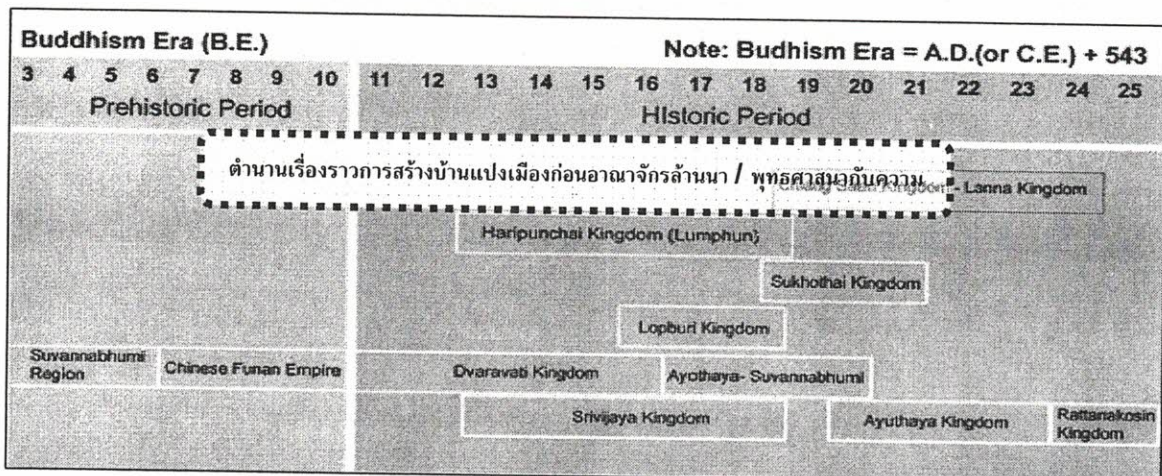 Buddhism Era (B.E.)
Note: Budhism Era = A.D.(or C.E.) + 543
3 4 5 6 7 8 9 10 11 12 13 14 15 16 17 18 19 20 21 22 23 24 25
Prehistoric Period
HIstoric Period
ตำนานเรื่องราวการสร้างบ้านแปงเมืองก่อนอาณาจักรล้านนา / พุทธศาสนากับความ
- Lanna Kingdom
Haripunchai Kingdom (Lumphun)
Sukhothai Kingdom
Lopburi Kingdom
Suvannabhumi
Region
Chinese Funan Empire
Dvaravati Kingdom
Ayothaya- Suvannabhumi
Srivijaya Kingdom
Ayuthaya Kingdom
Rattanakosin
Kingdom